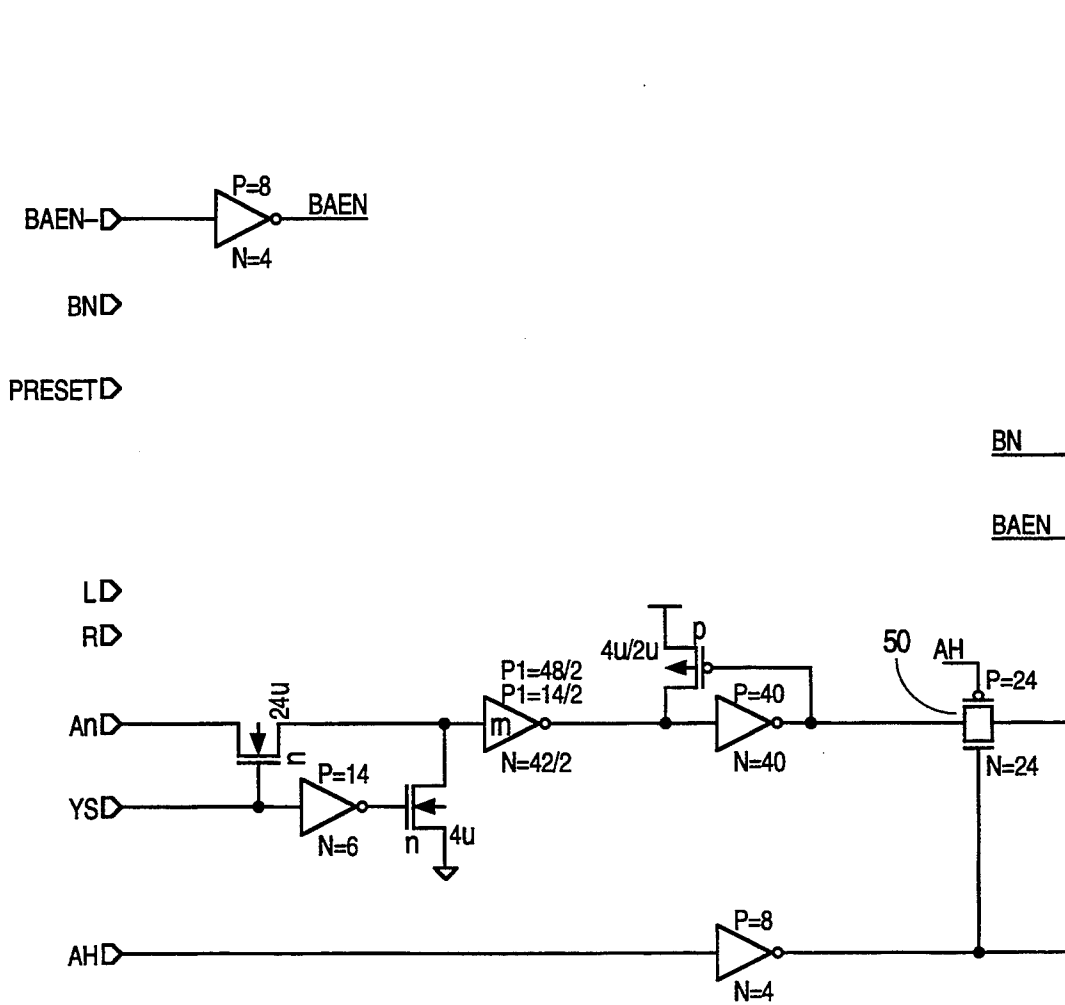 P=8
BAEN-
BAEN
N=4
BN
PRESET
BN
BAEN
L
R
p
4u/2u
50
AH
P1=48/2
P1=14/2
P=24
24u
P=40
An
m
n
N=42/2
N=40
N=24
P=14
YS
N=6
n
4u
P=8
AH
N=4